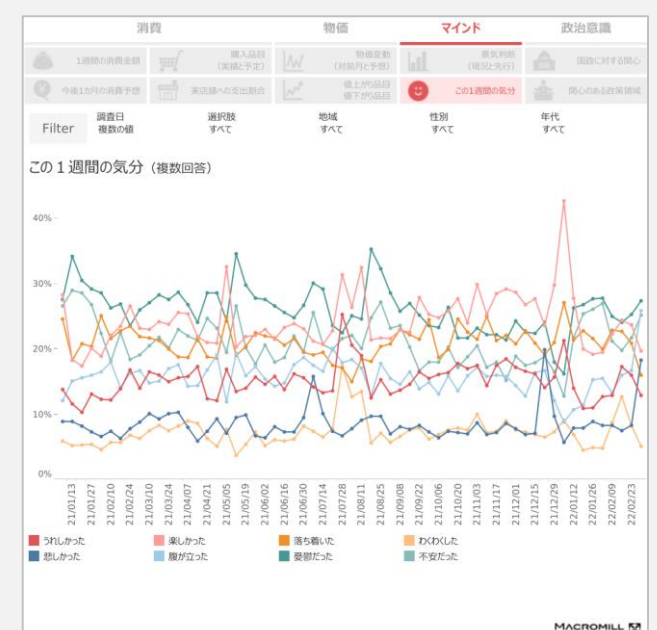 消費 物価 マインド 政治意識
1週間の消費金額 購入品目 (実績と予定) 物価変動 (対前月と予想) 景気判断 (現況と先行) 国政に対する関心
今後1カ月の消費予想 来店舗への支出割合 値上がり品目 値下がり品目 この1週間の気分 関心のある政策領域
Filter 調査日 複数の値 選択肢 すべて 地域 すべて 性別 すべて 年代 すべて
この1週間の気分(複数回答)
40%
30%
20%
10%
0%
21/01/13 21/01/27 21/02/10 21/02/24 21/03/10 21/03/24 21/04/07 21/04/21 21/05/05 21/05/19 21/06/02 21/06/16 21/06/30 21/07/14 21/07/28 21/08/11 21/08/25 21/09/08 21/09/22 21/10/06 21/10/20 21/11/03 21/11/17 21/12/01 21/12/15 21/12/29 22/01/12 22/01/26 22/02/09 22/02/23
うれしかった 楽しかった 落ち着いた わくわくした
悲しかった 腹が立った 憂鬱だった 不安だった
MACROMILL